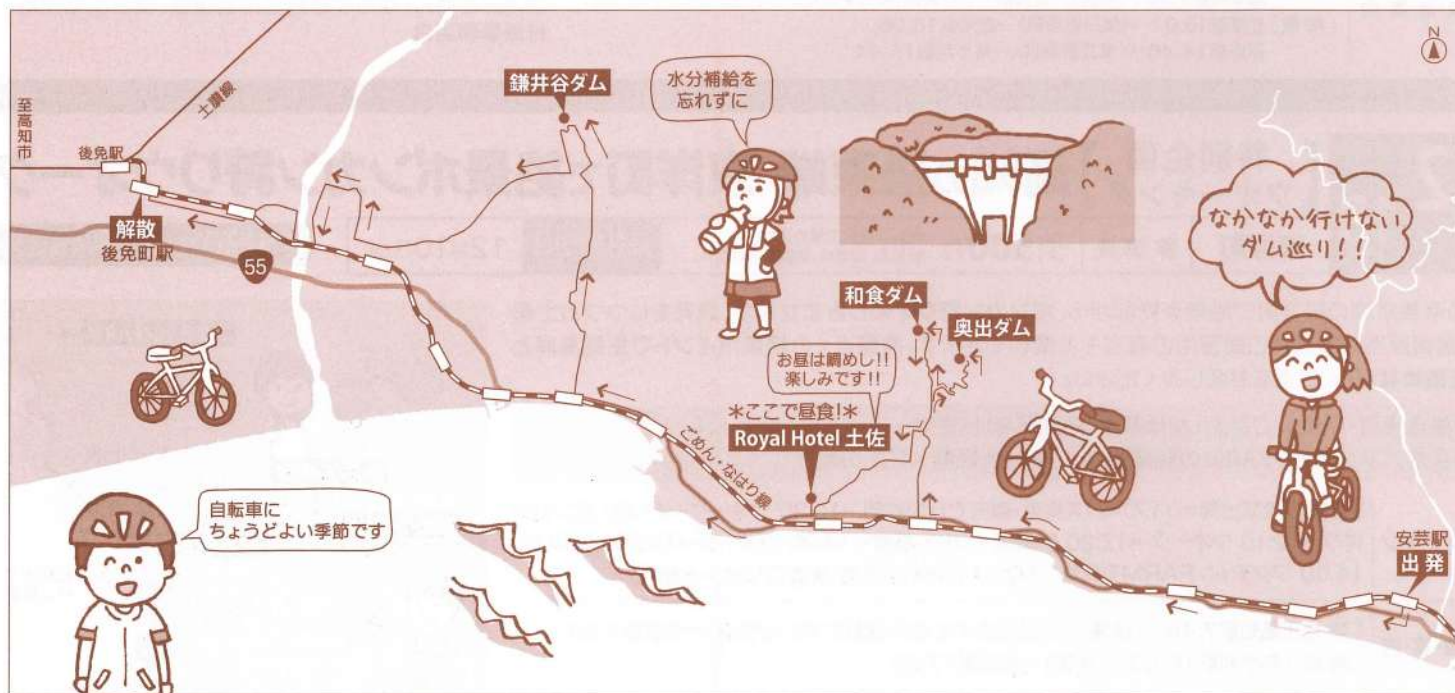 N
至高知市
土讃線
後免駅
解散
後免町駅
55
鎌井谷ダム
水分補給を
忘れずに
なかなか行けない
ダム巡り!!
和食ダム
奥出ダム
お昼は鯛めし!!
楽しみです!!
*ここで昼食!*
Royal Hotel 土佐
ごめん・なはり線
自転車に
ちょうどよい季節です
安芸駅
出発